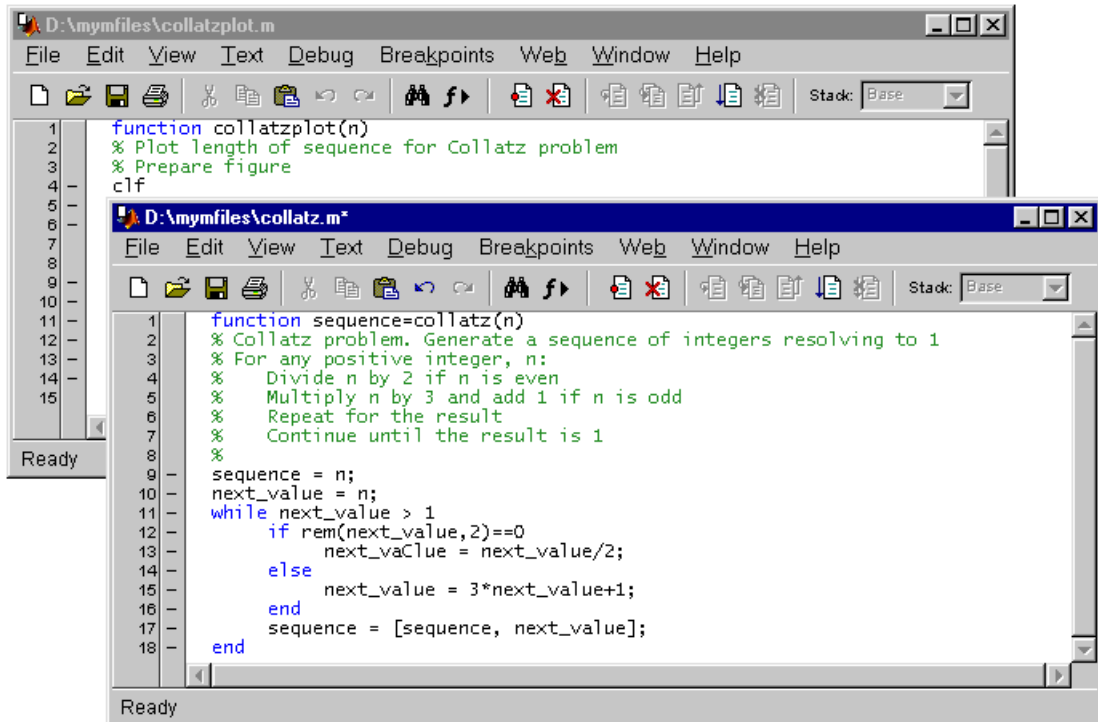 D:\mymfiles\collatzplot.m
File Edit View Text Debug Breakpoints Web Window Help
Stack: Base
1 function collatzplot(n)
2 % Plot length of sequence for Collatz problem
3 % Prepare figure
4 – clf
5 –
6 –
7
8
9 –
10 –
11 –
12 –
13 –
14 –
15
Ready
D:\mymfiles\collatz.m*
File Edit View Text Debug Breakpoints Web Window Help
Stack: Base
1 function sequence=collatz(n)
2 % Collatz problem. Generate a sequence of integers resolving to 1
3 % For any positive integer, n:
4 %    Divide n by 2 if n is even
5 %    Multiply n by 3 and add 1 if n is odd
6 %    Repeat for the result
7 %    Continue until the result is 1
8 %
9 – sequence = n;
10 – next_value = n;
11 – while next_value > 1
12 –     if rem(next_value,2)==0
13 –         next_vaClue = next_value/2;
14 –     else
15 –         next_value = 3*next_value+1;
16 –     end
17 –     sequence = [sequence, next_value];
18 – end
Ready